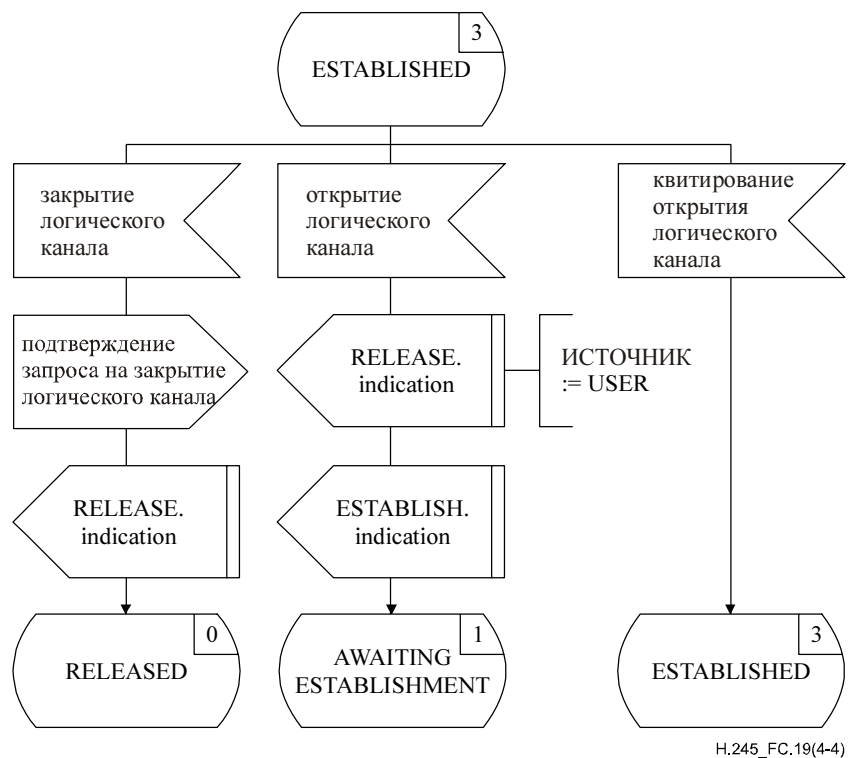 3
ESTABLISHED
закрытие
логического
канала
открытие
логического
канала
квитирование
открытия
логического
канала
подтверждение
запроса на закрытие
логического канала
RELEASE.
indication
ИСТОЧНИК
:= USER
RELEASE.
indication
ESTABLISH.
indication
0
RELEASED
1
AWAITING
ESTABLISHMENT
3
ESTABLISHED
H.245_FC.19(4-4)